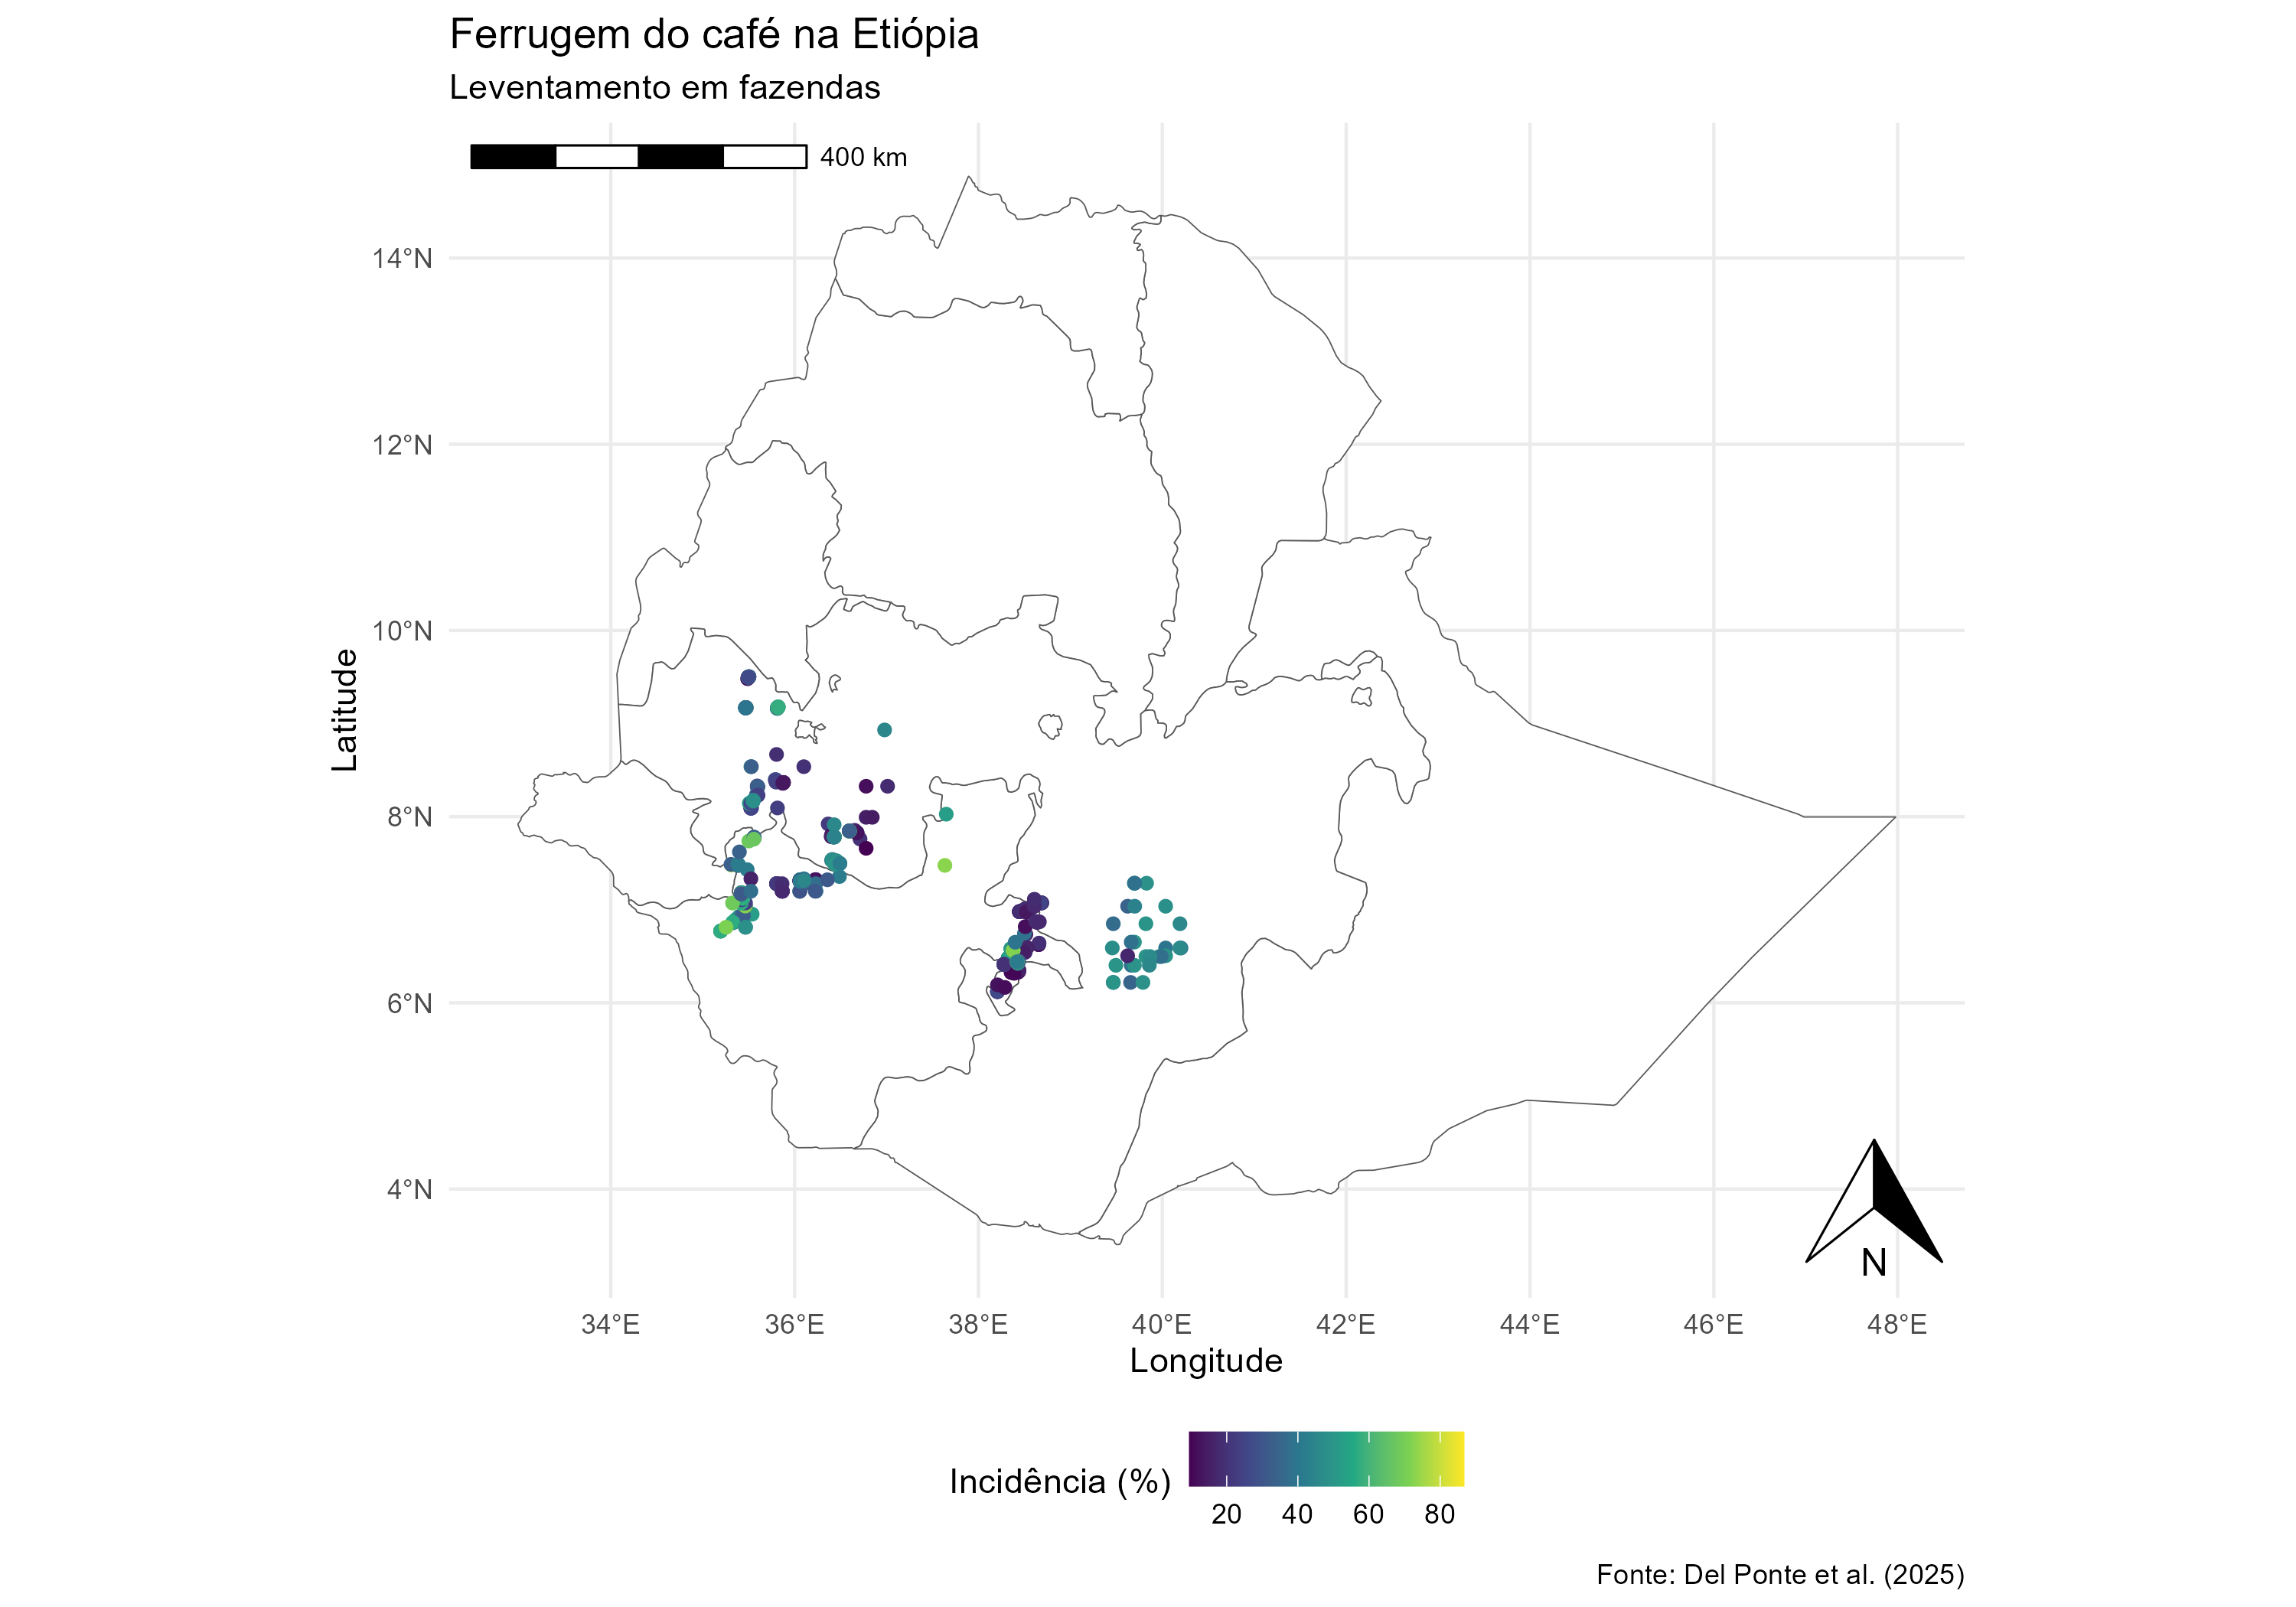 Ferrugem do café na Etiópia
Leventamento em fazendas
400 km
14°N
12°N
10°N
8°N
6°N
4°N
Latitude
N
34°E 36°E 38°E 40°E 42°E 44°E 46°E 48°E
Longitude
Incidência (%)
20 40 60 80
Fonte: Del Ponte et al. (2025)